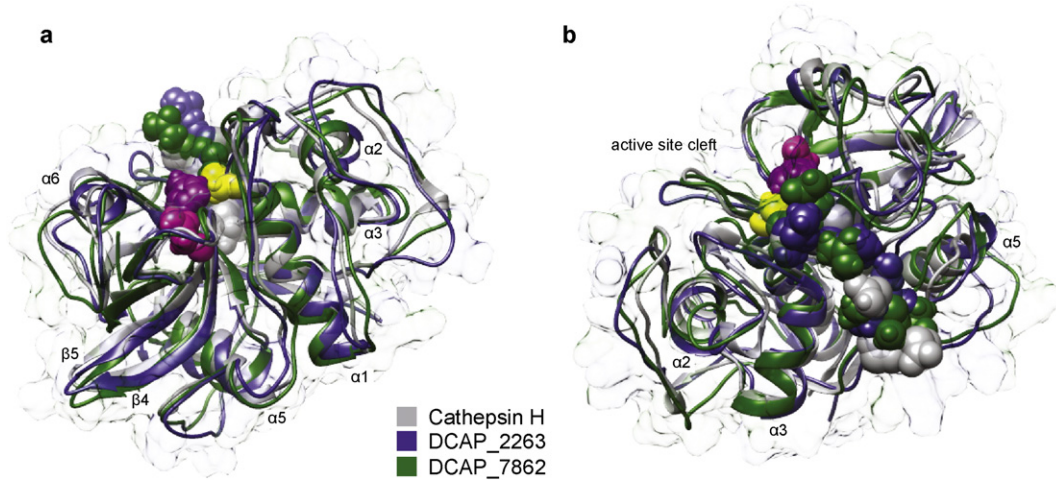 a
b
α6
α2
α3
β5
β4
α5
α1
active site cleft
α5
α2
α3
Cathepsin H
DCAP_2263
DCAP_7862